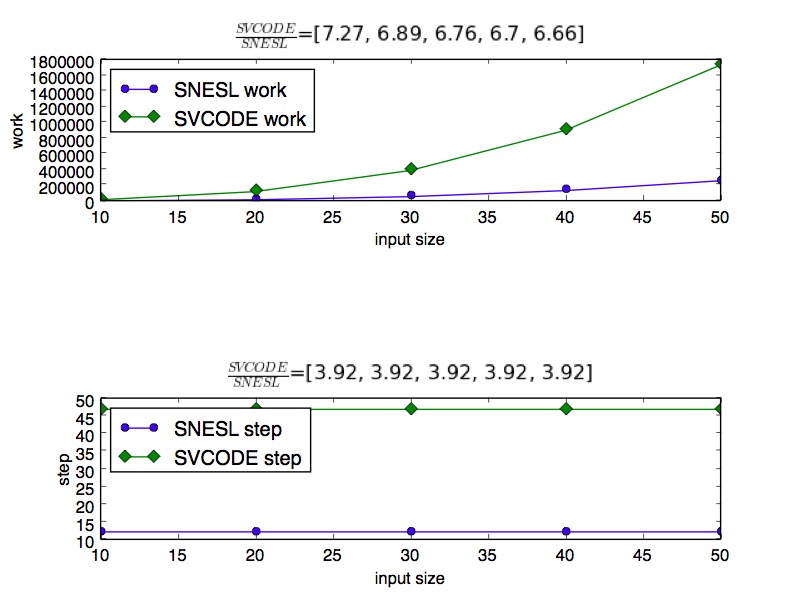 SVCODE
SNESL
=[7.27, 6.89, 6.76, 6.7, 6.66]
1800000
1600000
1400000
1200000
1000000
800000
600000
400000
200000
0
work
SNESL work
SVCODE work
10 15 20 25 30 35 40 45 50
input size
SVCODE
SNESL
=[3.92, 3.92, 3.92, 3.92, 3.92]
50
45
40
35
30
25
20
15
10
step
SNESL step
SVCODE step
10 15 20 25 30 35 40 45 50
input size